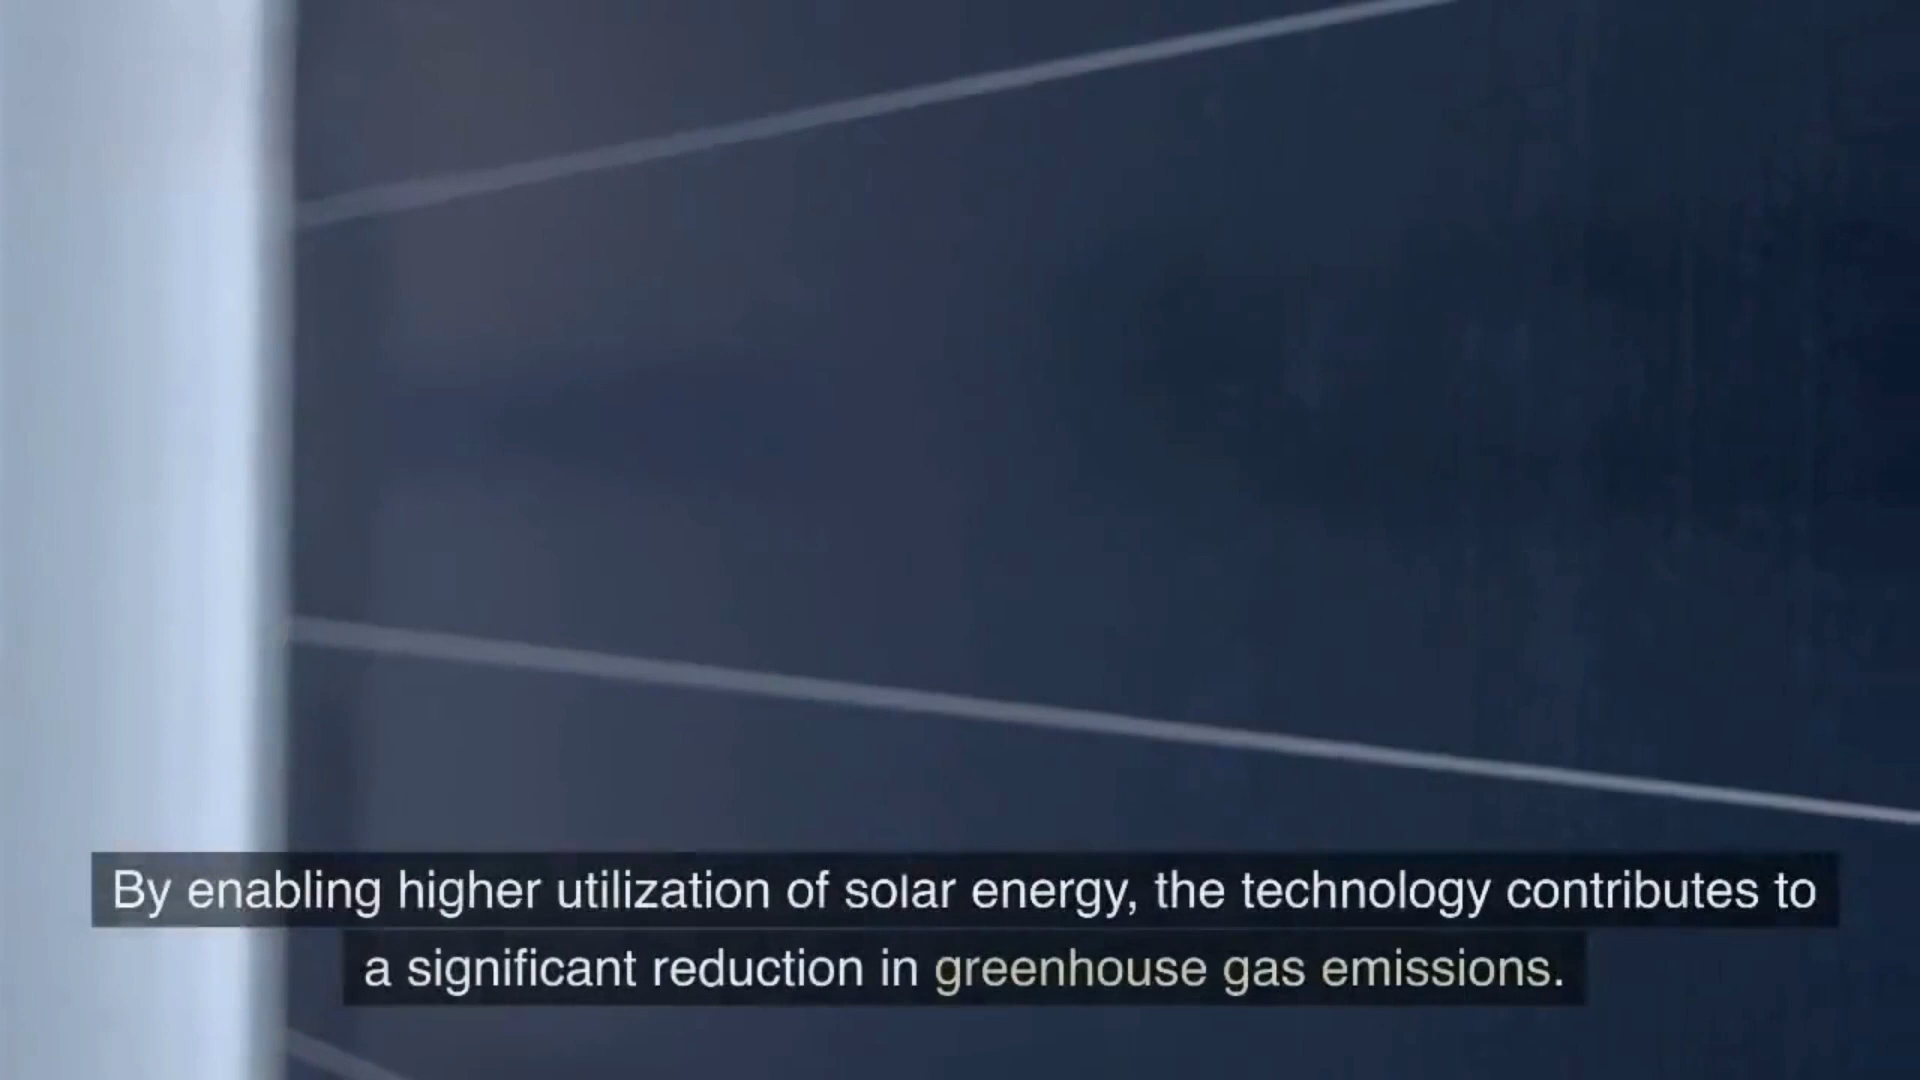 By enabling higher utilization of solar energy, the technology contributes to
a significant reduction in greenhouse gas emissions.